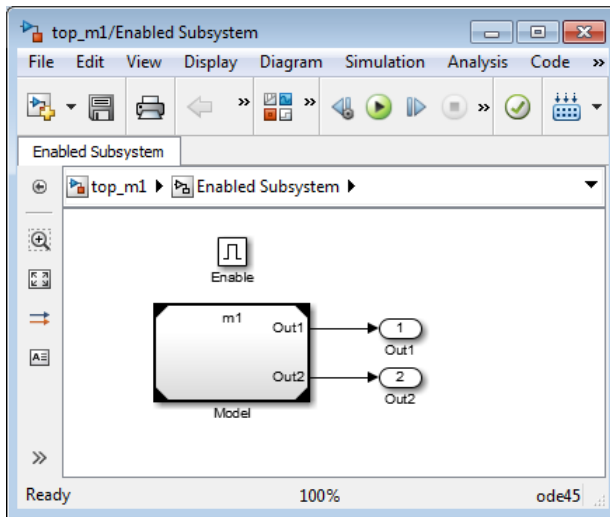 top_m1/Enabled Subsystem
File Edit View Display Diagram Simulation Analysis Code »
» » »
Enabled Subsystem
top_m1 Enabled Subsystem
Enable
m1
Out1
1
Out1
Out2
2
Out2
Model
»
Ready 100% ode45